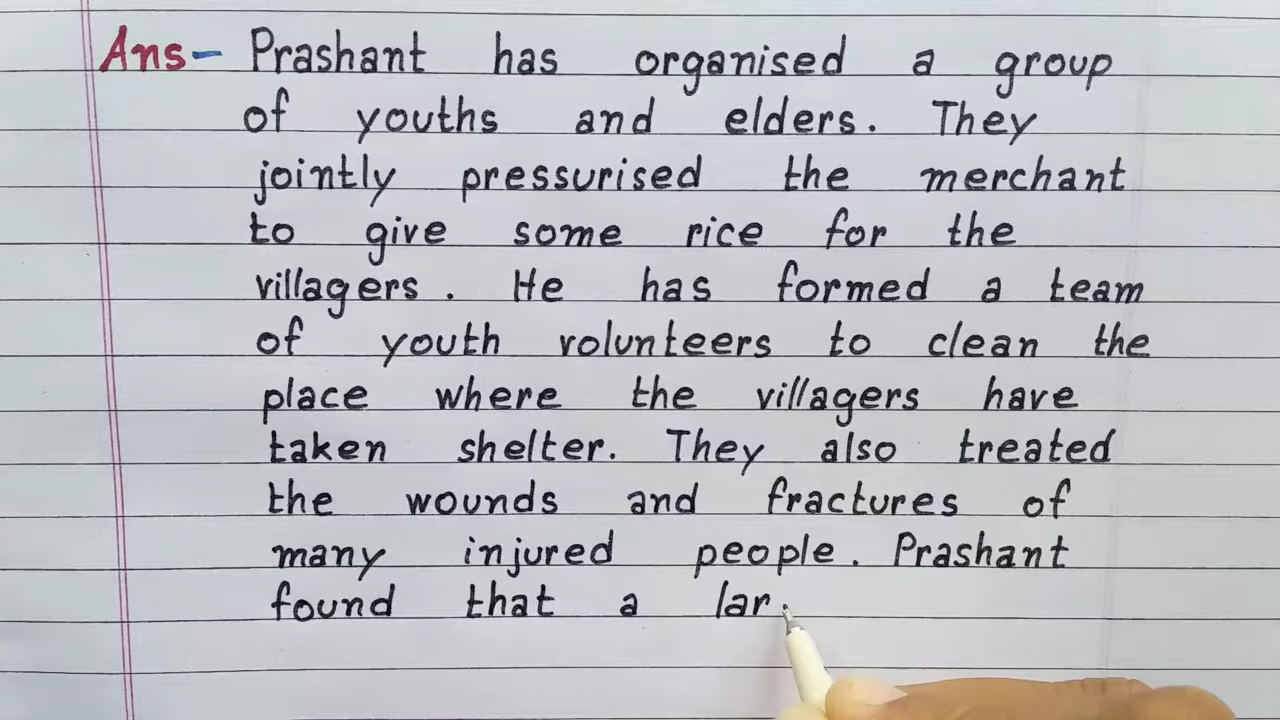 Ans- Prashant has organised a group
of youths and elders. They
jointly pressurised the merchant
to give some rice for the
villagers. He has formed a team
of youth volunteers to clean the
place where the villagers have
taken shelter. They also treated
the wounds and fractures of
many injured people. Prashant
found that a lar